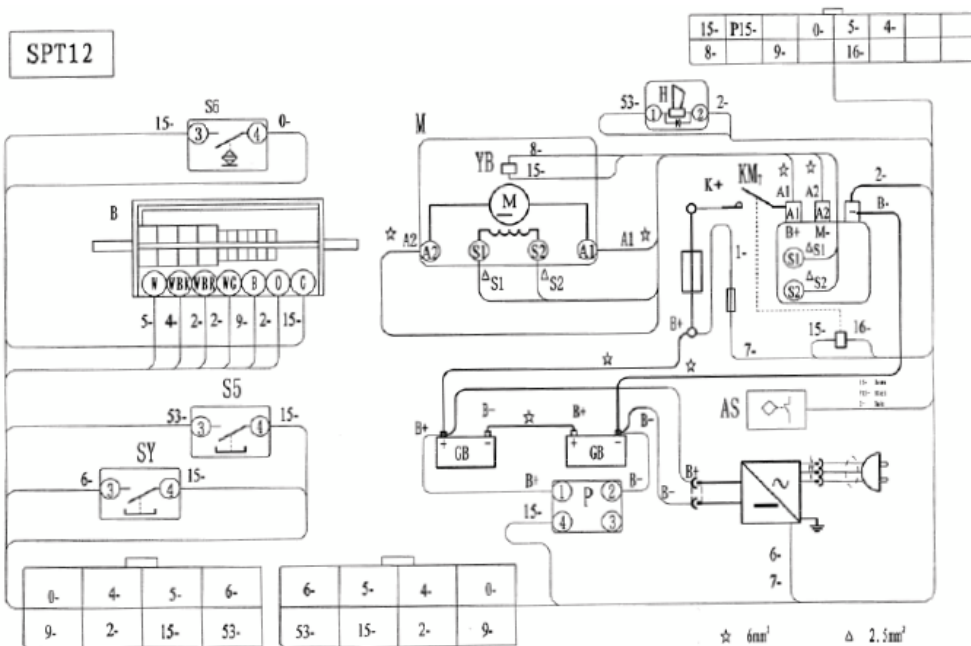 15- P15- 0- 5- 4-
8- 9- 16-
SPT12
S6
15- 3 4 0-
H
53- 1 2 2-
M
YB
8-
15-
M
☆ A2 A2 S1 S2 A1 A1 ☆
△S1 △S2
K+ KM₁
☆ A1 ☆ A2
A1 A2 -
2-
B-
B+ M-
S1 △S1
S2 △S2
1-
B+
7-
15- 16-
B
W WBK WBR WG B O G
5- 4- 2- 2- 9- 2- 15-
☆ ☆
S5
53- 3 4 15-
SY
6- 3 4 15-
AS
B+ B- ☆ B+ B-
+ - + -
GB GB
B+ 1 2 B-
P
15- 4 3
B+
B-
~
6-
7-
0- 4- 5- 6-
9- 2- 15- 53-
6- 5- 4- 0-
53- 15- 2- 9-
☆ 6mm² △ 2.5mm²